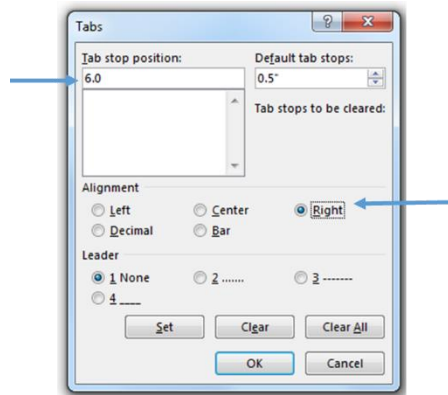 Tabs
Tab stop position: Default tab stops:
6.0 0.5"
Tab stops to be cleared:
Alignment
Left Center Right
Decimal Bar
Leader
1 None 2 ....... 3 -------
4 ____
Set Clear Clear All
OK Cancel